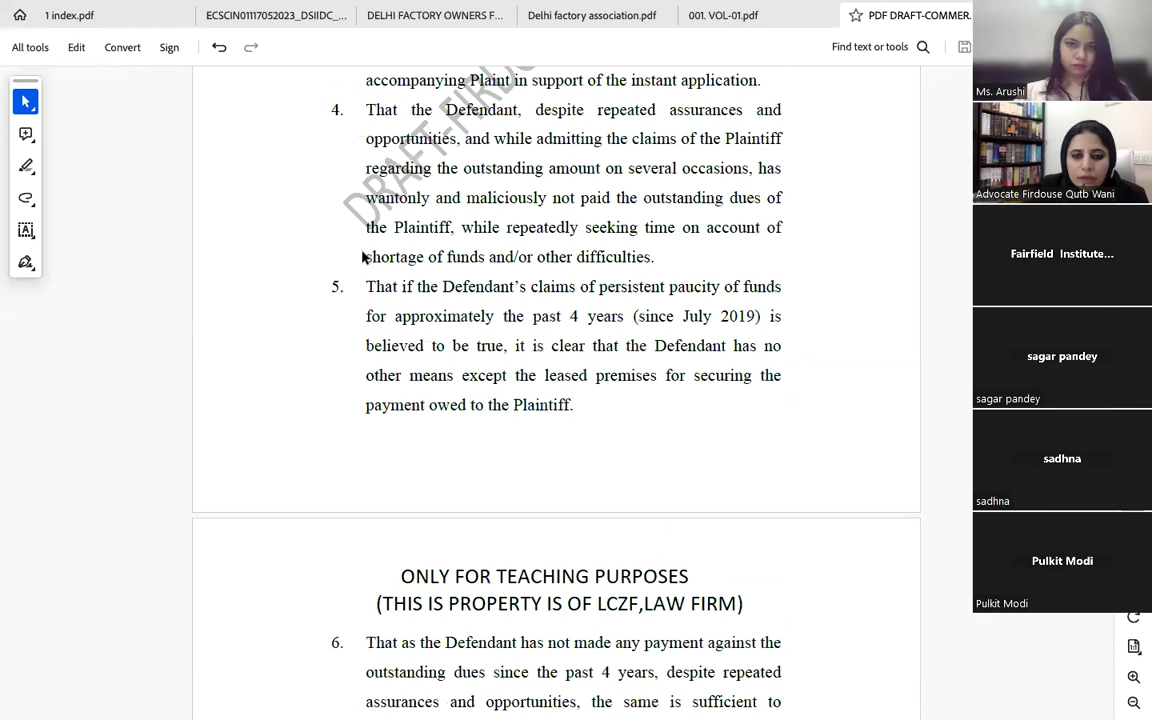 1 index.pdf
ECSCIN01117052023_DSIIDC_...
DELHI FACTORY OWNERS F...
Delhi factory association.pdf
001. VOL-01.pdf
PDF DRAFT-COMMER.
All tools
Edit
Convert
Sign
Find text or tools
accompanying Plaint in support of the instant application.
4. That the Defendant, despite repeated assurances and
opportunities, and while admitting the claims of the Plaintiff
regarding the outstanding amount on several occasions, has
wantonly and maliciously not paid the outstanding dues of
the Plaintiff, while repeatedly seeking time on account of
shortage of funds and/or other difficulties.
5. That if the Defendant's claims of persistent paucity of funds
for approximately the past 4 years (since July 2019) is
believed to be true, it is clear that the Defendant has no
other means except the leased premises for securing the
payment owed to the Plaintiff.
DRAFT-FIRDO
ONLY FOR TEACHING PURPOSES
(THIS IS PROPERTY IS OF LCZF,LAW FIRM)
6. That as the Defendant has not made any payment against the
outstanding dues since the past 4 years, despite repeated
assurances and opportunities, the same is sufficient to
Ms. Arushi
Advocate Firdouse Qutb Wani
Fairfield Institute...
sagar pandey
sagar pandey
sadhna
sadhna
Pulkit Modi
Pulkit Modi